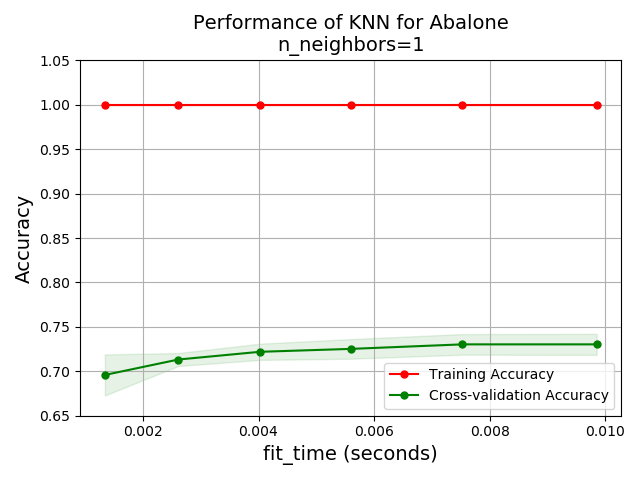 Performance of KNN for Abalone
n_neighbors=1
1.05
1.00
0.95
0.90
0.85
0.80
0.75
0.70
0.65
Accuracy
Training Accuracy
Cross-validation Accuracy
0.002 0.004 0.006 0.008 0.010
fit_time (seconds)